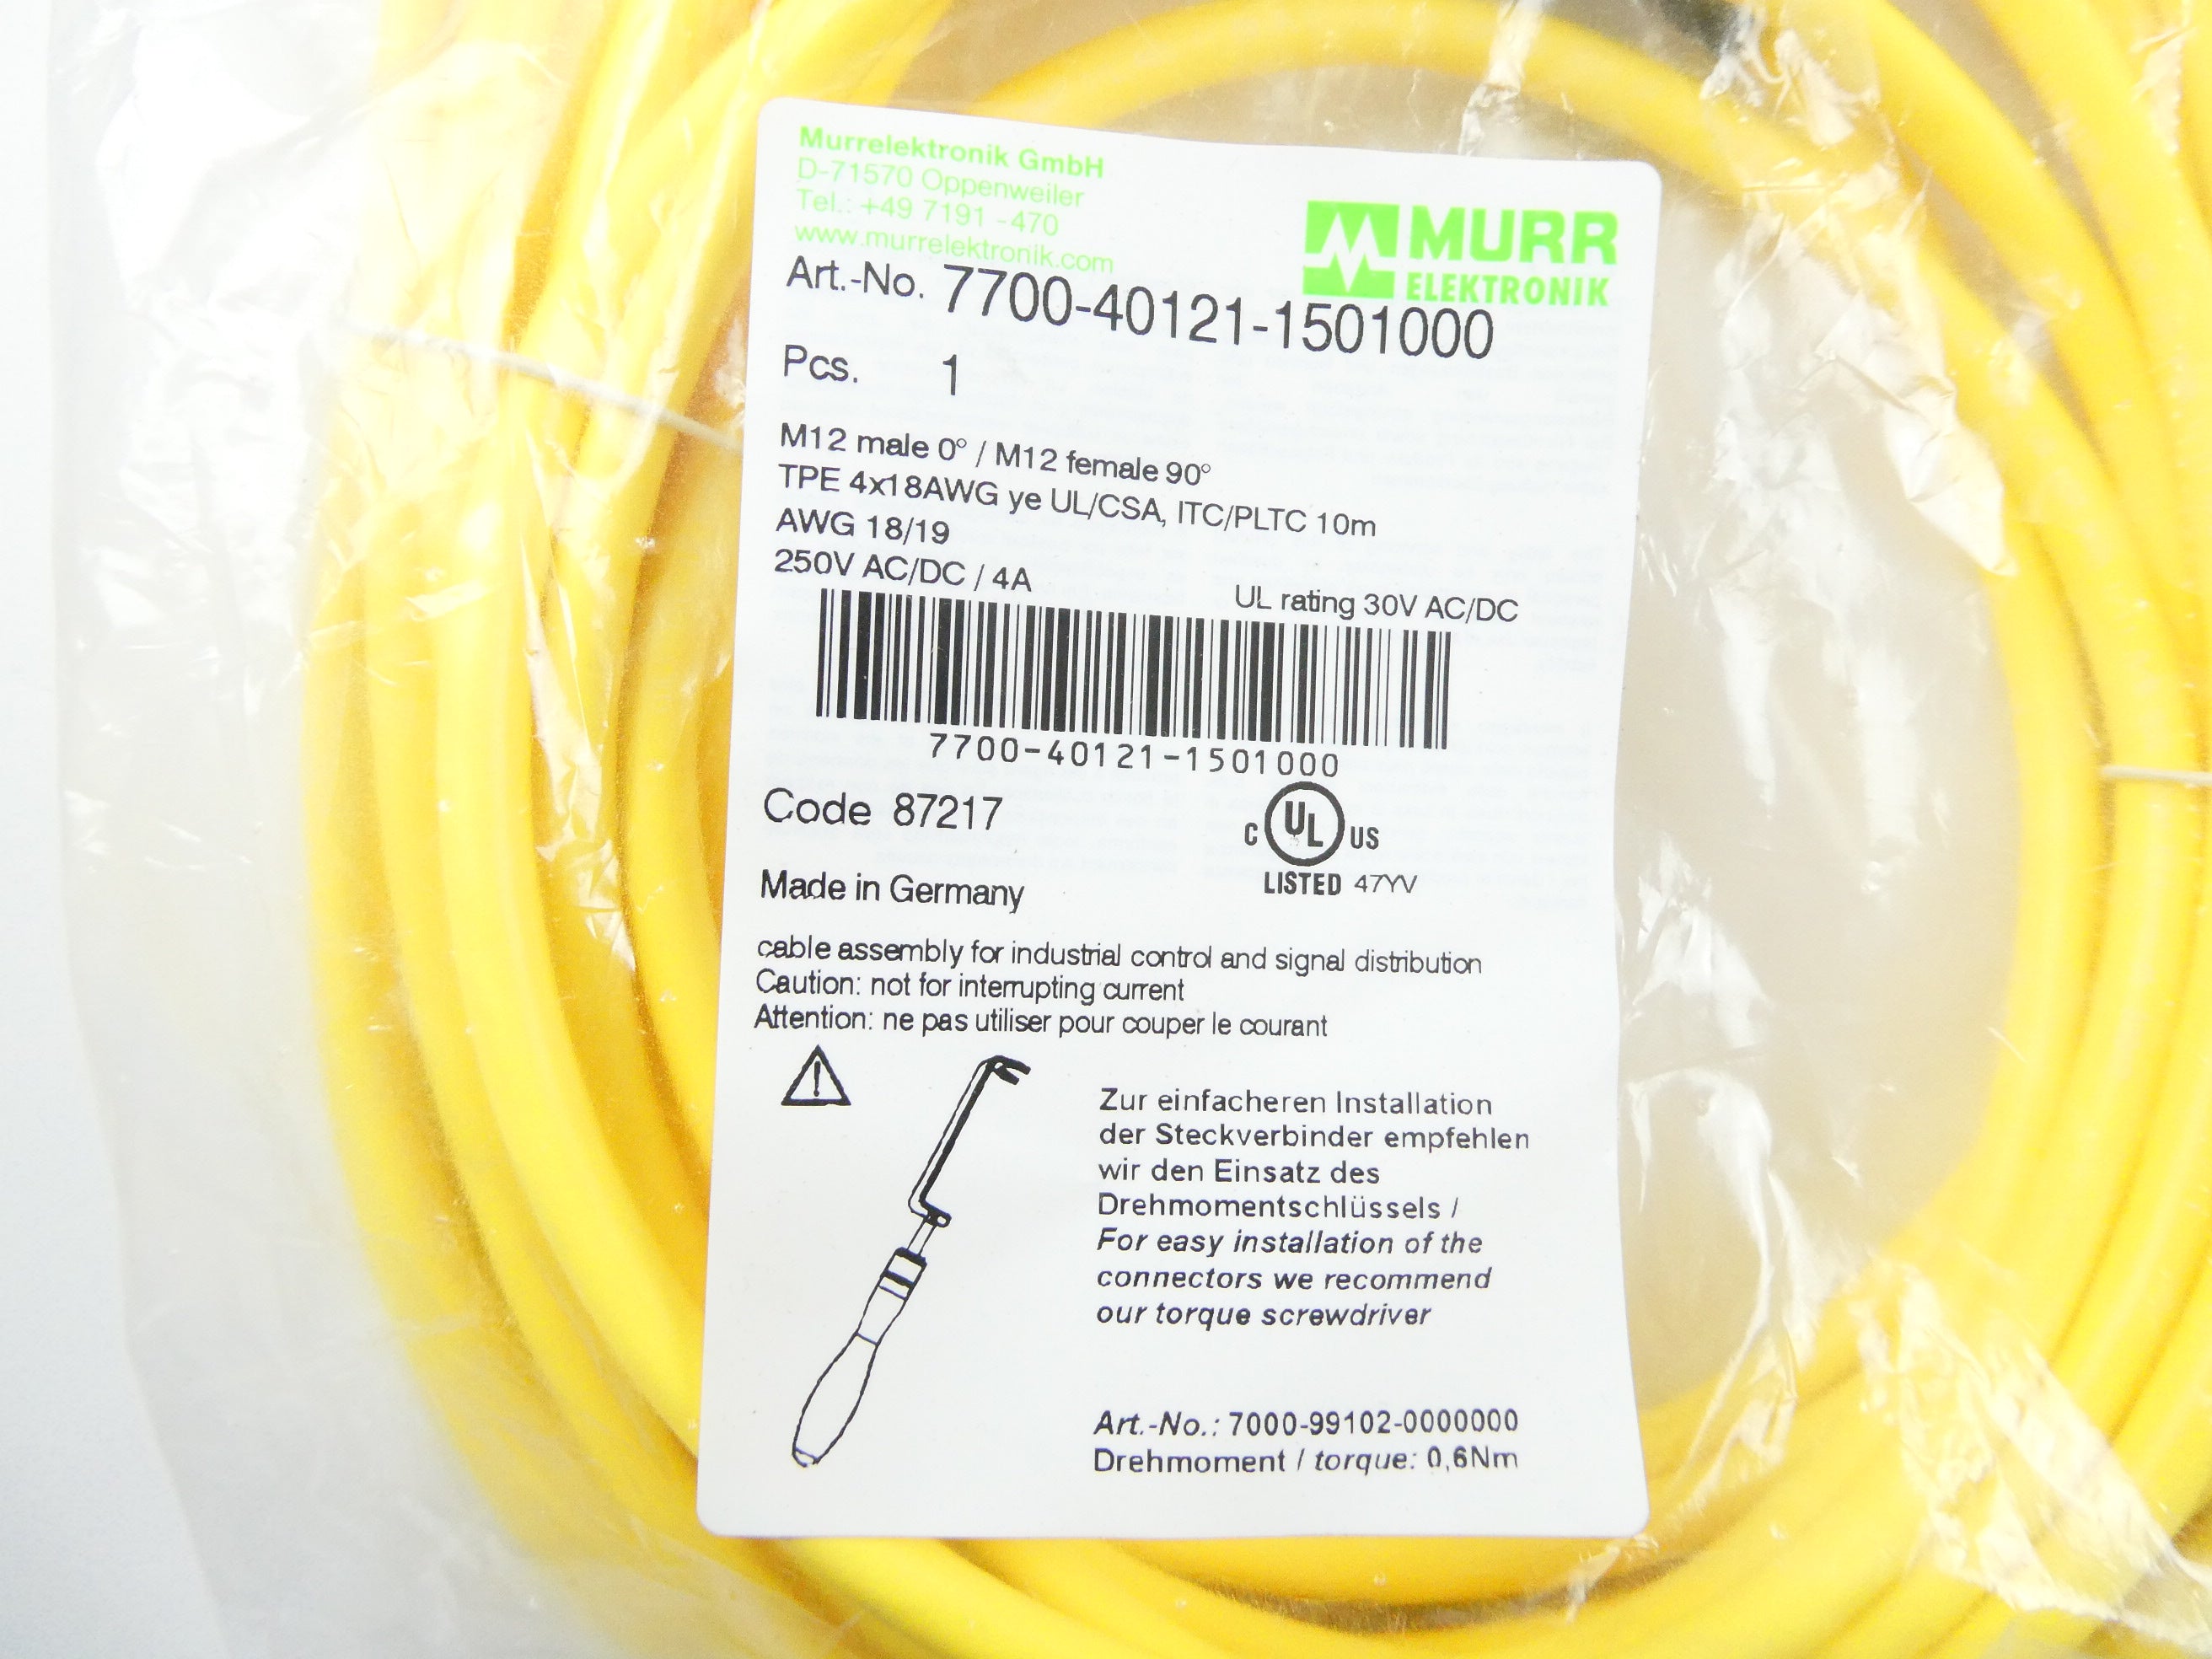 Murrelektronik GmbH
D-71570 Oppenweiler
Tel.: +49 7191 -470
www.murrelektronik.com
MURR
ELEKTRONIK
Art.-No. 7700-40121-1501000
Pcs. 1
M12 male 0° / M12 female 90°
TPE 4x18AWG ye UL/CSA, ITC/PLTC 10m
AWG 18/19
250V AC/DC / 4A
UL rating 30V AC/DC
7700-40121-1501000
Code 87217
C UL US
LISTED 47YV
Made in Germany
cable assembly for industrial control and signal distribution
Caution: not for interrupting current
Attention: ne pas utiliser pour couper le courant
Zur einfacheren Installation
der Steckverbinder empfehlen
wir den Einsatz des
Drehmomentschlüssels /
For easy installation of the
connectors we recommend
our torque screwdriver
Art.-No.: 7000-99102-0000000
Drehmoment / torque: 0,6Nm